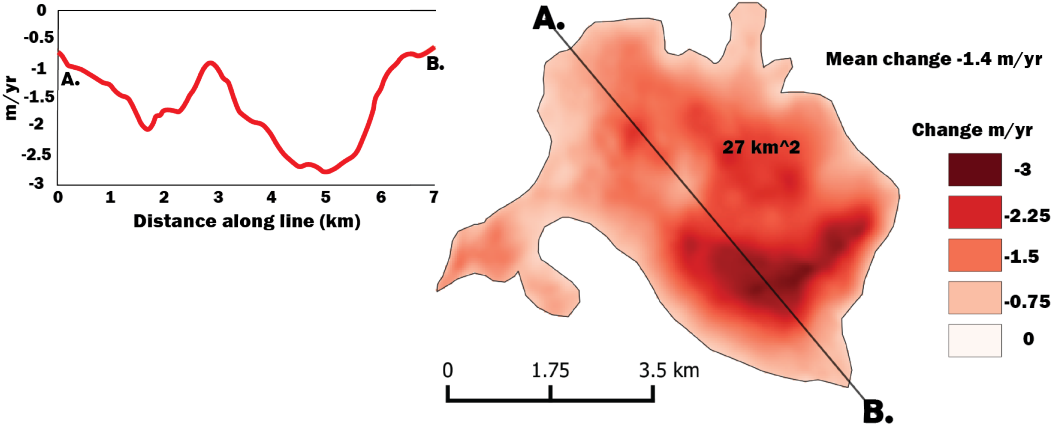 0
-0.5
-1
-1.5
-2
-2.5
-3
m/yr
A.
B.
0 1 2 3 4 5 6 7
Distance along line (km)
A.
B.
27 km^2
Mean change -1.4 m/yr
Change m/yr
-3
-2.25
-1.5
-0.75
0
0 1.75 3.5 km